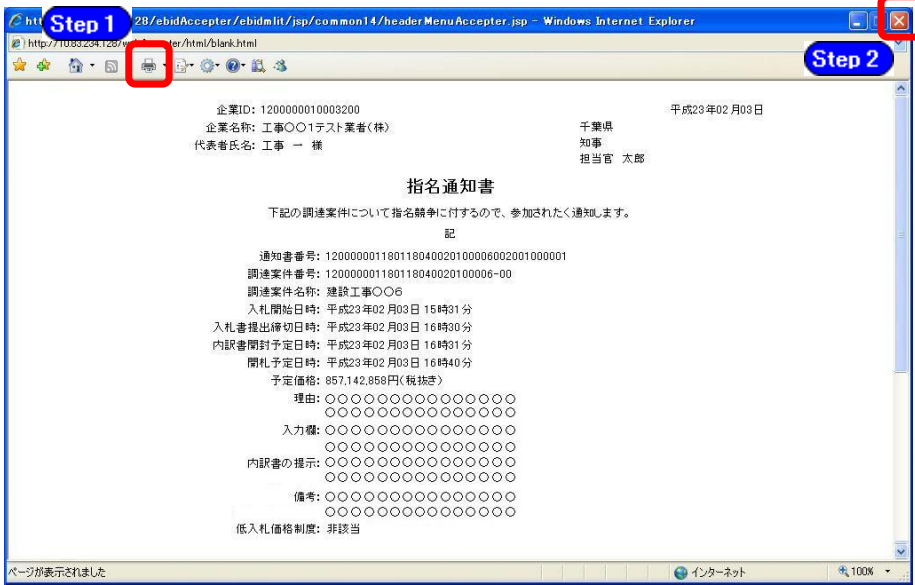 Step 1
28/ebidAccepter/ebidmlit/jsp/common14/headerMenuAccepter.jsp - Windows Internet Explorer
Step 2
企業ID: 1200000010003200
平成23年02月03日
企業名称: 工事〇〇1テスト業者(株)
千葉県
代表者氏名: 工事 一 様
知事
担当官 太郎
指名通知書
下記の調達案件について指名競争に付するので、参加されたく通知します。
記
通知書番号: 120000001180118040020100006002001000001
調達案件番号: 120000001180118040020100006-00
調達案件名称: 建設工事〇〇6
入札開始日時: 平成23年02月03日 15時31分
入札書提出締切日時: 平成23年02月03日 16時30分
内訳書開封予定日時: 平成23年02月03日 16時31分
開札予定日時: 平成23年02月03日 16時40分
予定価格: 857,142,858円(税抜き)
理由: 〇〇〇〇〇〇〇〇〇〇〇〇〇〇〇
〇〇〇〇〇〇〇〇〇〇〇〇〇〇〇
入力欄: 〇〇〇〇〇〇〇〇〇〇〇〇〇〇〇
〇〇〇〇〇〇〇〇〇〇〇〇〇〇〇
内訳書の提示: 〇〇〇〇〇〇〇〇〇〇〇〇〇〇〇
〇〇〇〇〇〇〇〇〇〇〇〇〇〇〇
備考: 〇〇〇〇〇〇〇〇〇〇〇〇〇〇〇
〇〇〇〇〇〇〇〇〇〇〇〇〇〇〇
低入札価格制度: 非該当
ページが表示されました
インターネット
100%